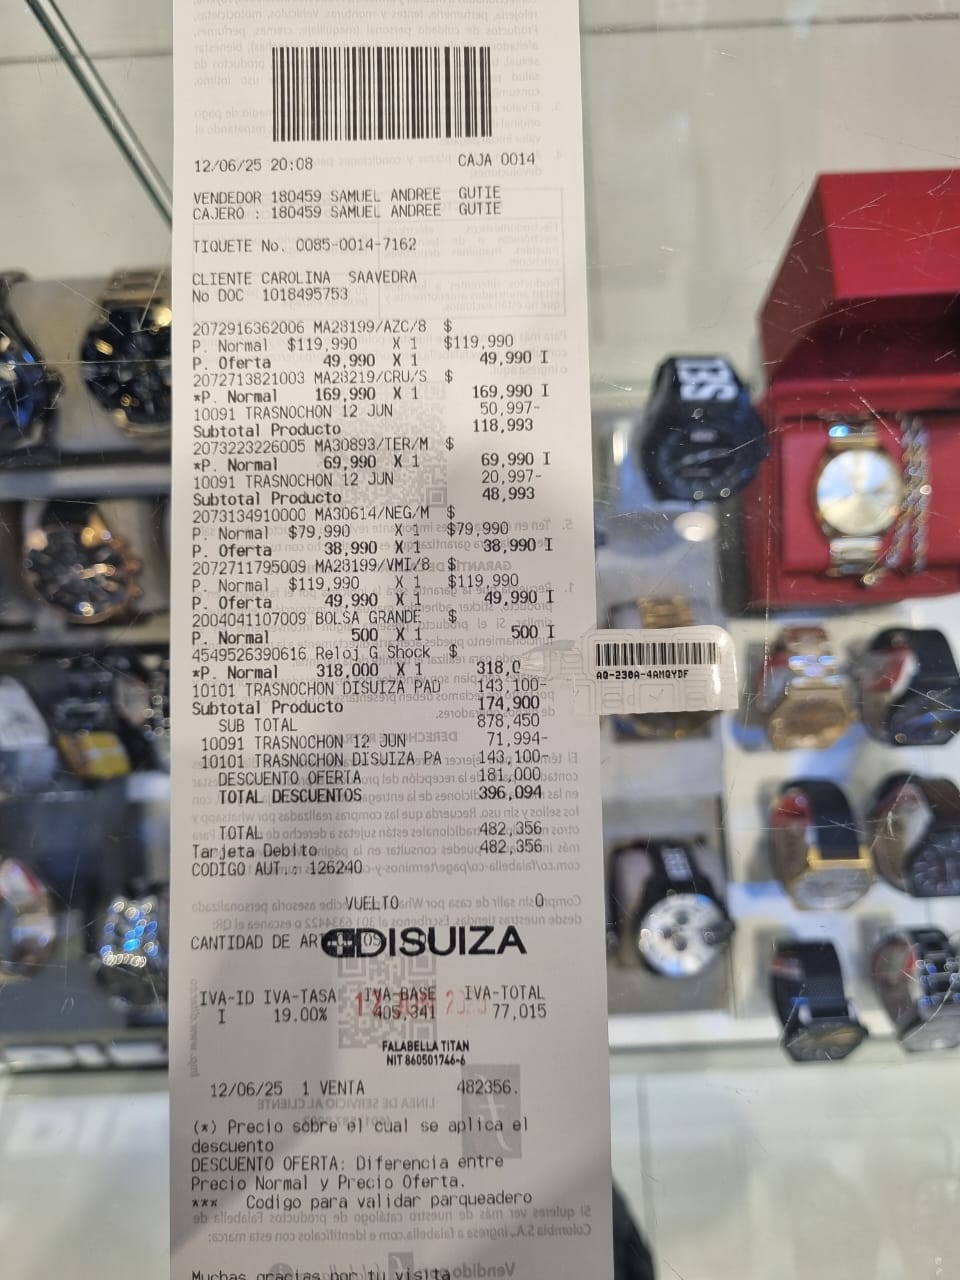 12/06/25 20:08 CAJA 0014
VENDEDOR 180459 SAMUEL ANDREE GUTIE
CAJERO : 180459 SAMUEL ANDREE GUTIE
TIQUETE No. 0085-0014-7162
CLIENTE CAROLINA SAAVEDRA
No DOC 1018495753
2072916362006 MA28199/AZC/8 $
P. Normal $119,990 X 1 $119,990
P. Oferta 49,990 X 1 49,990 I
2072713821003 MA28219/CRU/S $
*P. Normal 169,990 X 1 169,990 I
10091 TRASNOCHON 12 JUN 50,997-
Subtotal Producto 118,993
2073223226005 MA30893/TER/M $
*P. Normal 69,990 X 1 69,990 I
10091 TRASNOCHON 12 JUN 20,997-
Subtotal Producto 48,993
2073134910000 MA30614/NEG/M $
P. Normal $79,990 X 1 $79,990
P. Oferta 38,990 X 1 38,990 I
2072711795009 MA28199/VMI/8 $
P. Normal $119,990 X 1 $119,990
P. Oferta 49,990 X 1 49,990 I
2004041107009 BOLSA GRANDE $
P. Normal 500 X 1 500 I
4549526390616 Reloj G Shock $
*P. Normal 318,000 X 1 318,0
10101 TRASNOCHON DISUIZA PAD 143,100-
Subtotal Producto 174,900
SUB TOTAL 878,450
10091 TRASNOCHON 12 JUN 71,994-
10101 TRASNOCHON DISUIZA PA 143,100-
DESCUENTO OFERTA 181,000
TOTAL DESCUENTOS 396,094
TOTAL 482,356
Tarjeta Debito 482,356
CODIGO AUT.: 126240
VUELTO 0
CANTIDAD DE
DISUIZA
IVA-ID IVA-TASA IVA-BASE IVA-TOTAL
I 19.00% 405,341 77,015
FALABELLA TITAN
NIT 860501746-6
12/06/25 1 VENTA 482356.
(*) Precio sobre el cual se aplica el
descuento
DESCUENTO OFERTA: Diferencia entre
Precio Normal y Precio Oferta.
*** Codigo para validar parqueadero
Muchas gracias por tu visita
AQ-230A-4AMQYDF